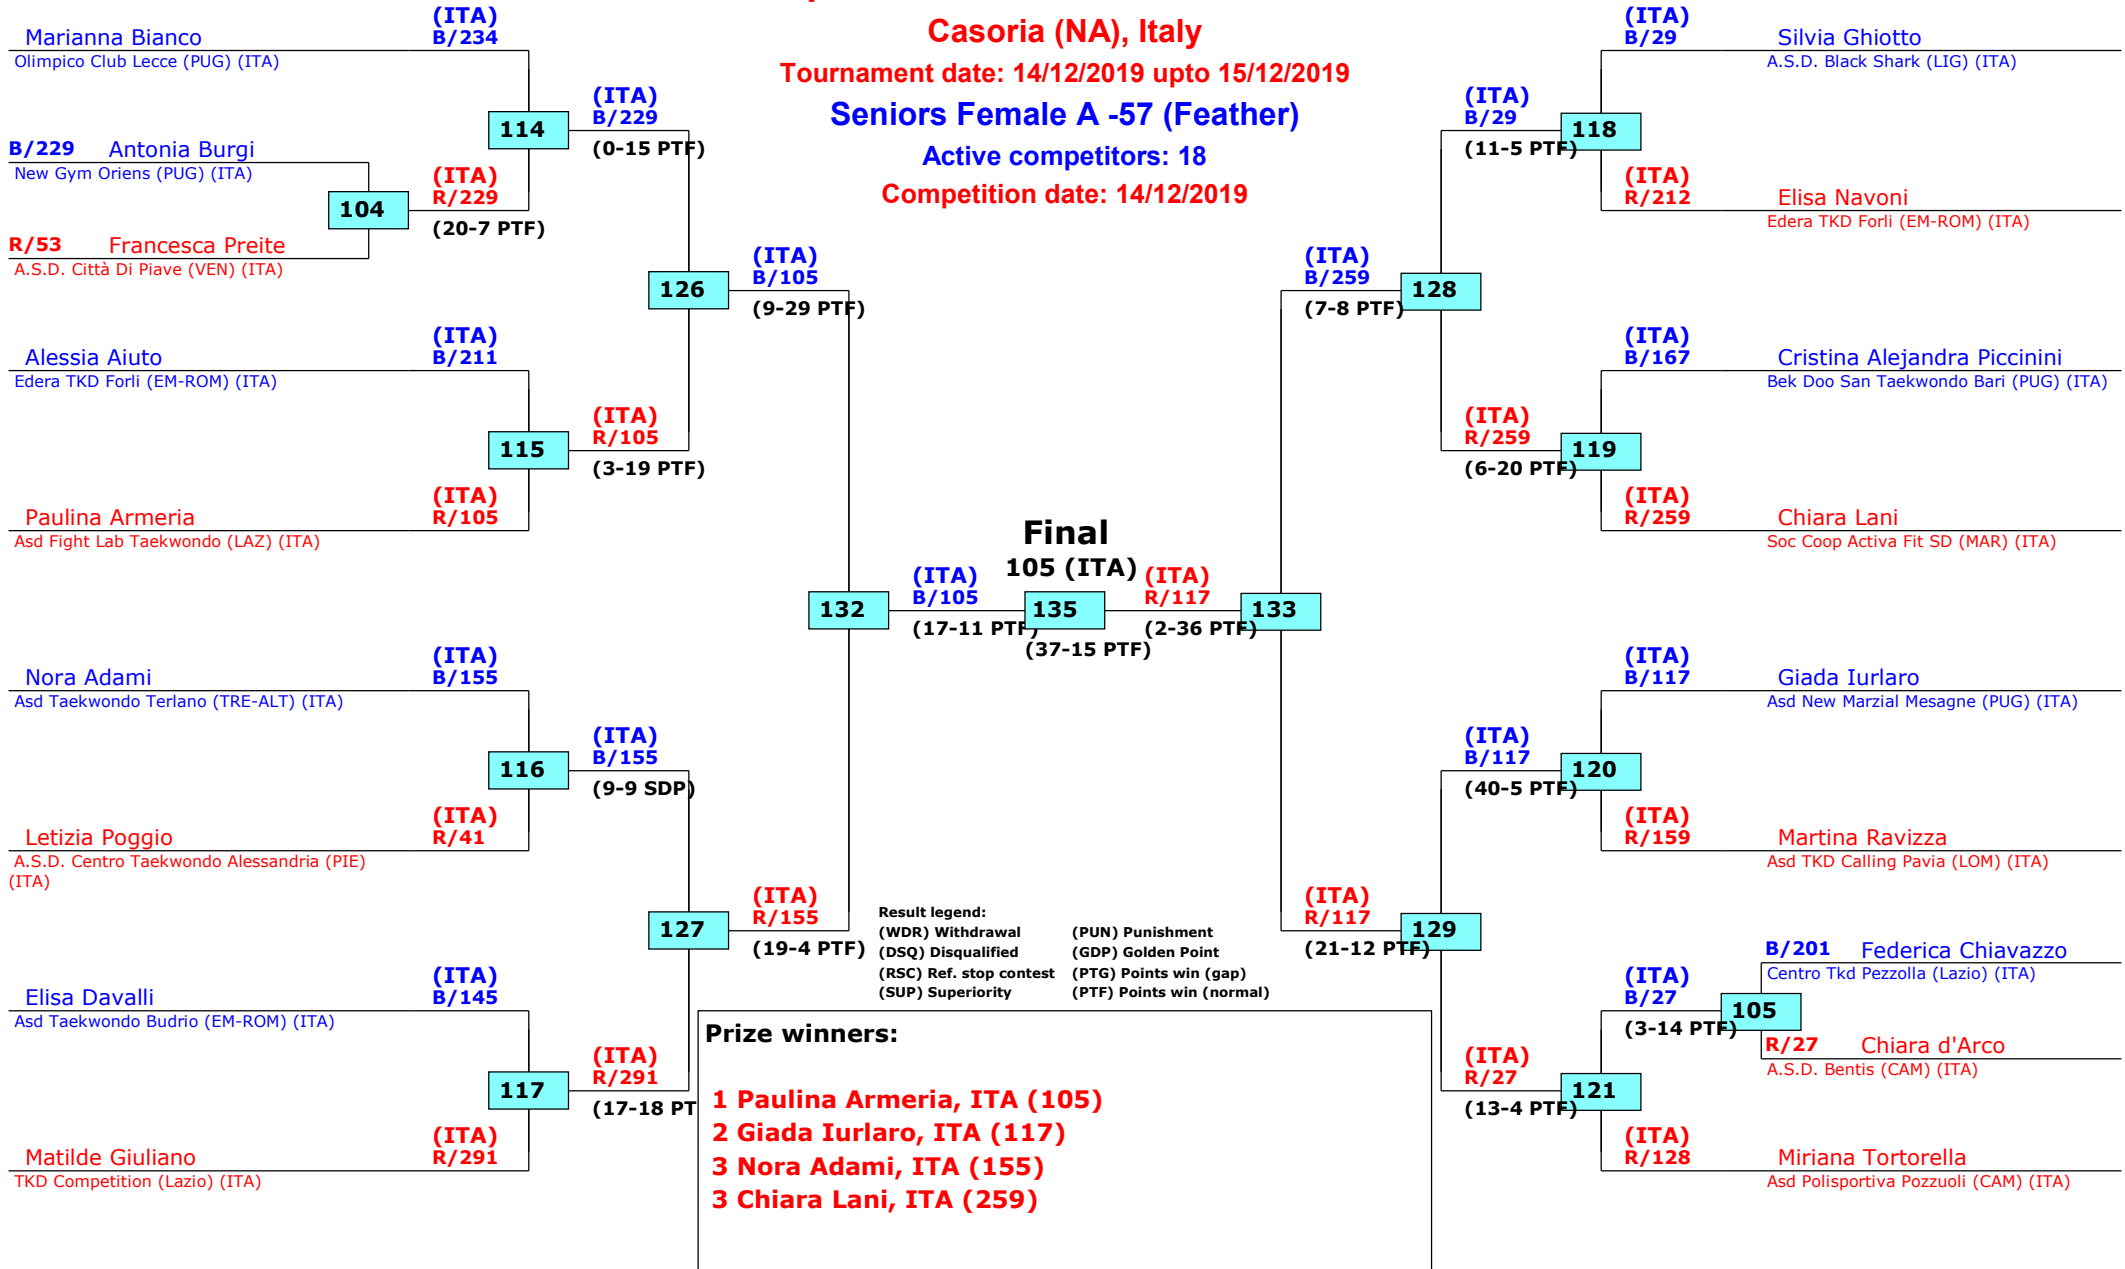 Casoria (NA), Italy
Tournament date: 14/12/2019 upto 15/12/2019
Seniors Female A -57 (Feather)
Active competitors: 18
Competition date: 14/12/2019
(ITA)
Marianna Bianco B/234
Olimpico Club Lecce (PUG) (ITA)
B/229 Antonia Burgi
New Gym Oriens (PUG) (ITA)
R/53 Francesca Preite
A.S.D. Città Di Piave (VEN) (ITA)
104
(ITA)
R/229
(20-7 PTF)
114
(ITA)
B/229
(0-15 PTF)
(ITA)
Alessia Aiuto B/211
Edera TKD Forli (EM-ROM) (ITA)
(ITA)
Paulina Armeria R/105
Asd Fight Lab Taekwondo (LAZ) (ITA)
115
(ITA)
R/105
(3-19 PTF)
126
(ITA)
B/105
(9-29 PTF)
(ITA)
Nora Adami B/155
Asd Taekwondo Terlano (TRE-ALT) (ITA)
(ITA)
Letizia Poggio R/41
A.S.D. Centro Taekwondo Alessandria (PIE)
(ITA)
116
(ITA)
B/155
(9-9 SDP)
(ITA)
Elisa Davalli B/145
Asd Taekwondo Budrio (EM-ROM) (ITA)
(ITA)
Matilde Giuliano R/291
TKD Competition (Lazio) (ITA)
117
(ITA)
R/291
(17-18 PT
127
(ITA)
R/155
(19-4 PTF)
132
(ITA)
B/105
(17-11 PTF)
Final
105 (ITA)
135
(37-15 PTF)
(ITA)
R/117
(2-36 PTF)
133
(ITA)
B/259
(7-8 PTF)
128
(ITA)
B/29
(11-5 PTF)
118
(ITA)
B/29 Silvia Ghiotto
A.S.D. Black Shark (LIG) (ITA)
(ITA)
R/212 Elisa Navoni
Edera TKD Forli (EM-ROM) (ITA)
(ITA)
R/259
(6-20 PTF)
119
(ITA)
B/167 Cristina Alejandra Piccinini
Bek Doo San Taekwondo Bari (PUG) (ITA)
(ITA)
R/259 Chiara Lani
Soc Coop Activa Fit SD (MAR) (ITA)
(ITA)
R/117
(21-12 PTF)
129
(ITA)
B/117
(40-5 PTF)
120
(ITA)
B/117 Giada Iurlaro
Asd New Marzial Mesagne (PUG) (ITA)
(ITA)
R/159 Martina Ravizza
Asd TKD Calling Pavia (LOM) (ITA)
(ITA)
R/27
(13-4 PTF)
121
(ITA)
B/27
(3-14 PTF)
105
B/201 Federica Chiavazzo
Centro Tkd Pezzolla (Lazio) (ITA)
R/27 Chiara d'Arco
A.S.D. Bentis (CAM) (ITA)
(ITA)
R/128 Miriana Tortorella
Asd Polisportiva Pozzuoli (CAM) (ITA)
Result legend:
(WDR) Withdrawal (PUN) Punishment
(DSQ) Disqualified (GDP) Golden Point
(RSC) Ref. stop contest (PTG) Points win (gap)
(SUP) Superiority (PTF) Points win (normal)
Prize winners:
1 Paulina Armeria, ITA (105)
2 Giada Iurlaro, ITA (117)
3 Nora Adami, ITA (155)
3 Chiara Lani, ITA (259)